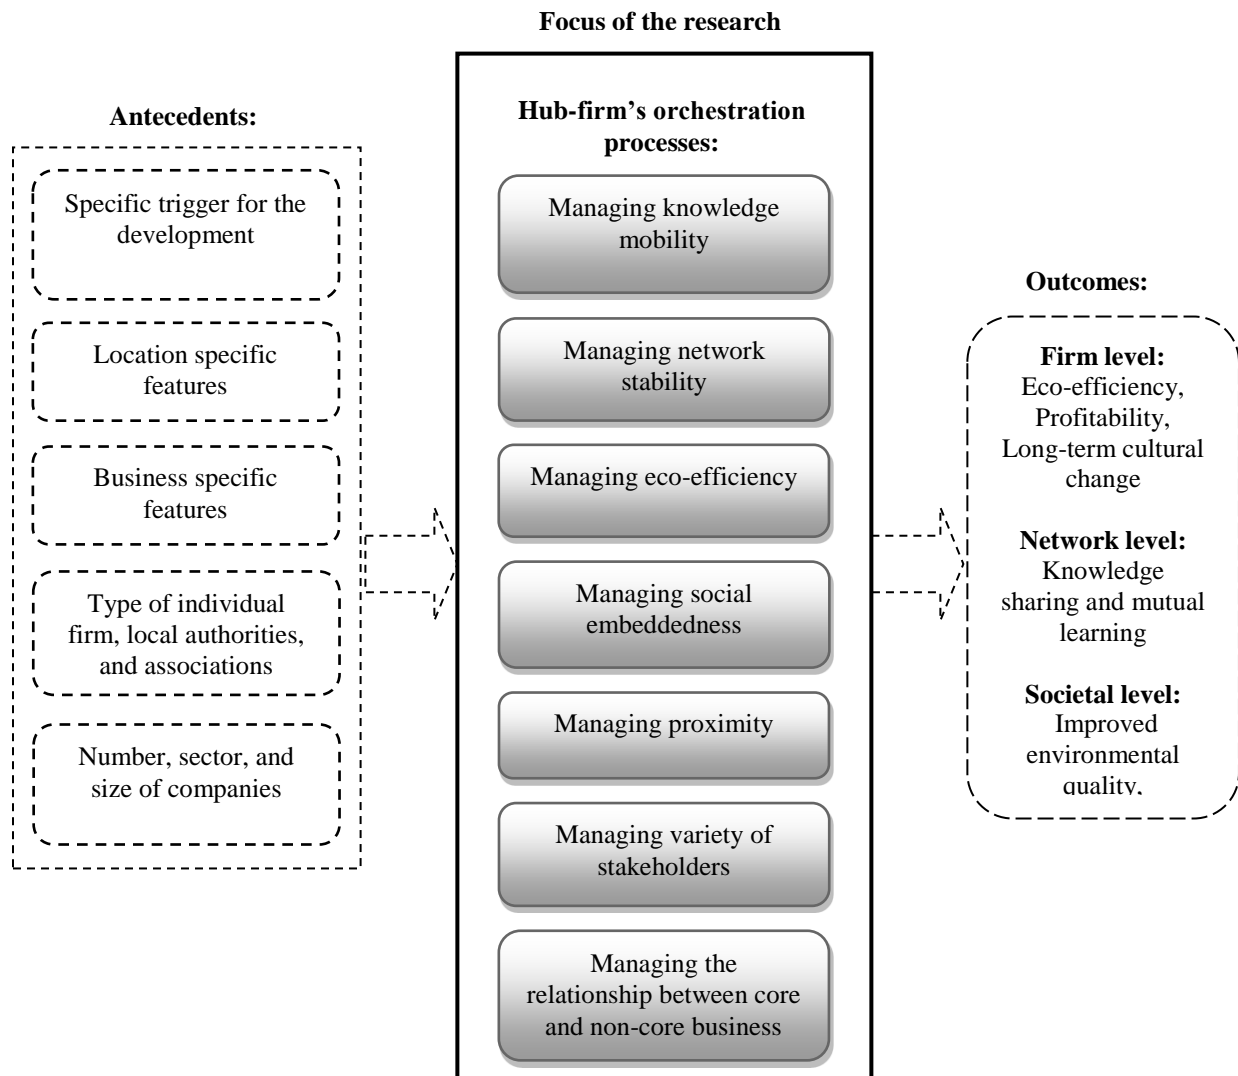 Focus of the research
Antecedents:
Specific trigger for the
development
Location specific
features
Business specific
features
Type of individual
firm, local authorities,
and associations
Number, sector, and
size of companies
Hub-firm’s orchestration
processes:
Managing knowledge
mobility
Managing network
stability
Managing eco-efficiency
Managing social
embeddedness
Managing proximity
Managing variety of
stakeholders
Managing the
relationship between core
and non-core business
Outcomes:
Firm level:
Eco-efficiency,
Profitability,
Long-term cultural
change
Network level:
Knowledge
sharing and mutual
learning
Societal level:
Improved
environmental
quality,